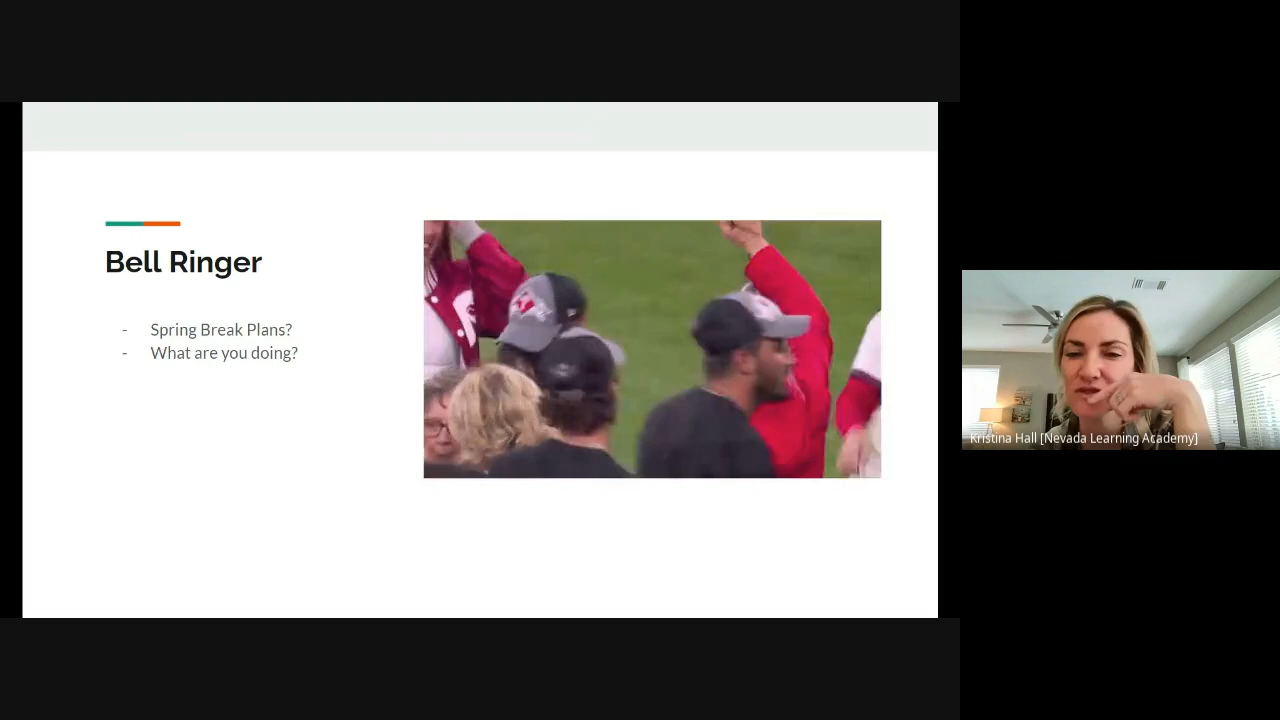 Bell Ringer
- Spring Break Plans?
- What are you doing?
Kristina Hall [Nevada Learning Academy]